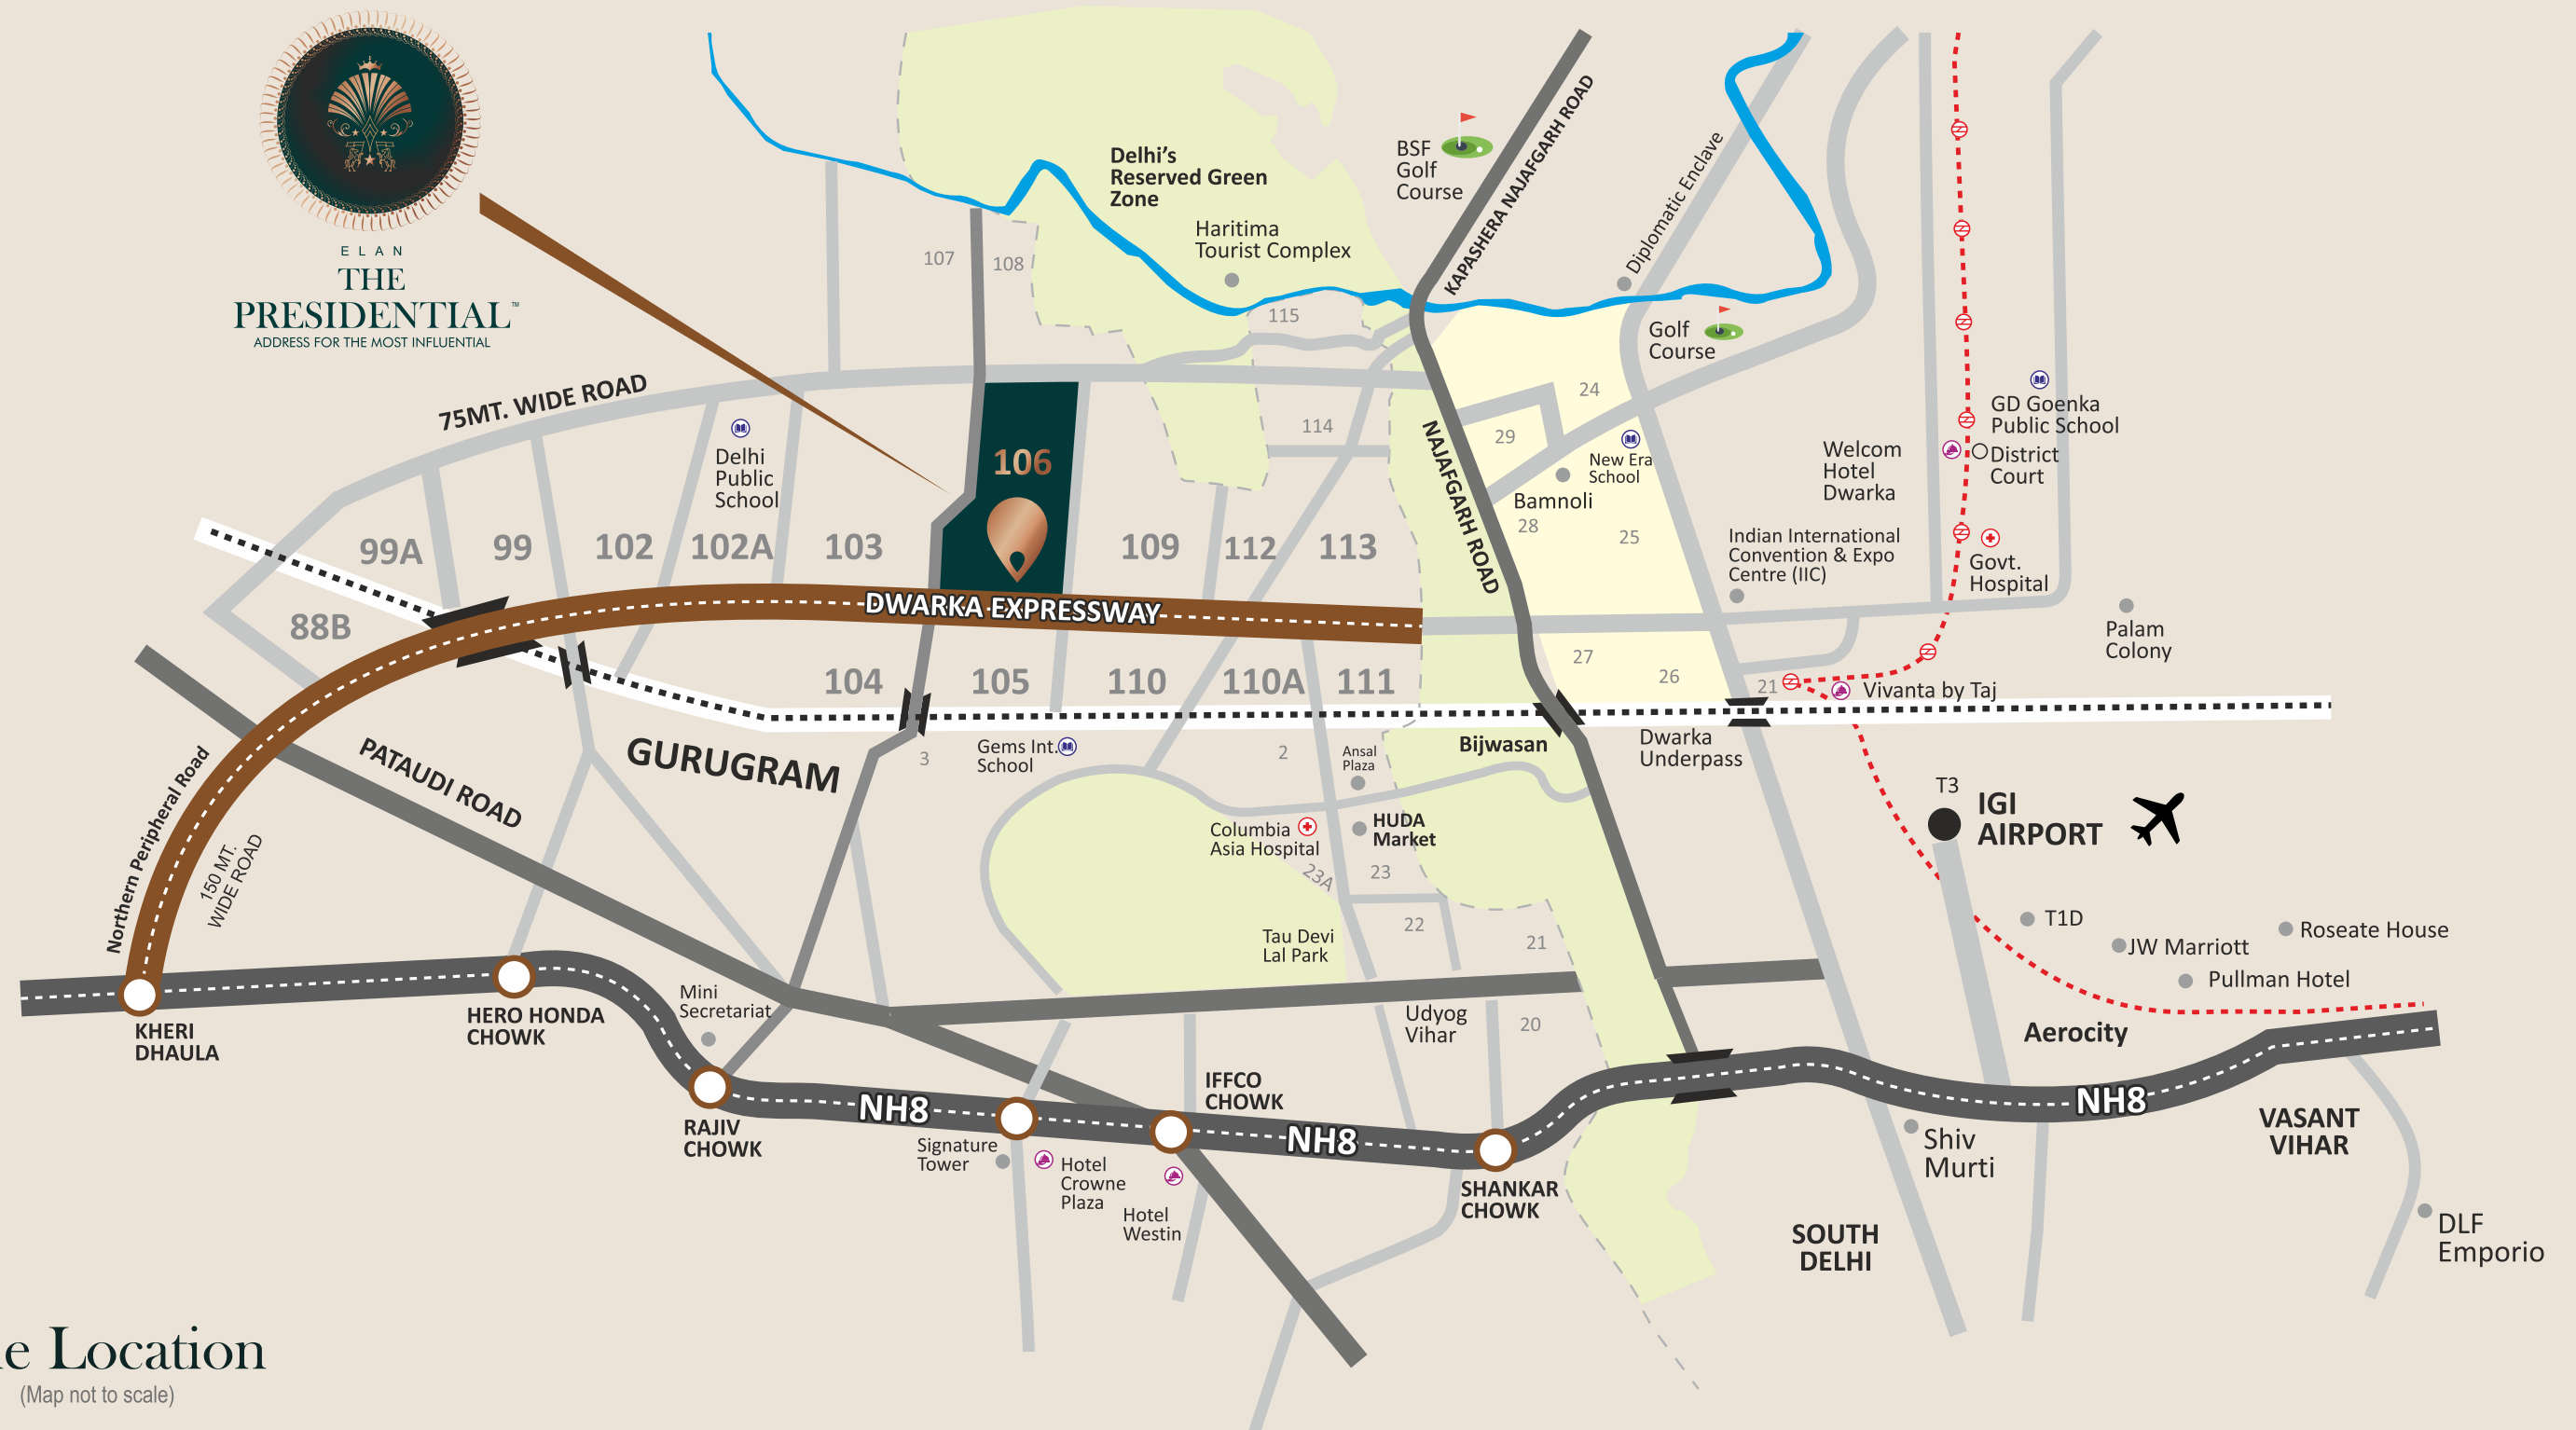 ELAN
THE
PRESIDENTIAL™
ADDRESS FOR THE MOST INFLUENTIAL
Delhi's
Reserved Green
Zone
Haritima
Tourist Complex
BSF
Golf
Course
KAPASHERA NAJAFGARH ROAD
Diplomatic Enclave
Golf
Course
107
108
115
114
24
29
28
25
27
26
21
75MT. WIDE ROAD
Delhi
Public
School
106
NAJAFGARH ROAD
New Era
School
Bamnoli
Welcom
Hotel
Dwarka
GD Goenka
Public School
District
Court
Indian International
Convention & Expo
Centre (IIC)
Govt.
Hospital
Palam
Colony
99A
99
102
102A
103
109
112
113
88B
DWARKA EXPRESSWAY
104
105
110
110A
111
Vivanta by Taj
Northern Peripheral Road
150 MT.
WIDE ROAD
PATAUDI ROAD
GURUGRAM
3
Gems Int.
School
2
Ansal
Plaza
Bijwasan
Dwarka
Underpass
Columbia
Asia Hospital
HUDA
Market
23A
23
22
21
20
Tau Devi
Lal Park
Udyog
Vihar
T3
IGI
AIRPORT
T1D
JW Marriott
Roseate House
Pullman Hotel
Aerocity
KHERI
DHAULA
HERO HONDA
CHOWK
Mini
Secretariat
RAJIV
CHOWK
NH8
Signature
Tower
Hotel
Crowne
Plaza
Hotel
Westin
IFFCO
CHOWK
NH8
SHANKAR
CHOWK
NH8
Shiv
Murti
SOUTH
DELHI
VASANT
VIHAR
DLF
Emporio
e Location
(Map not to scale)